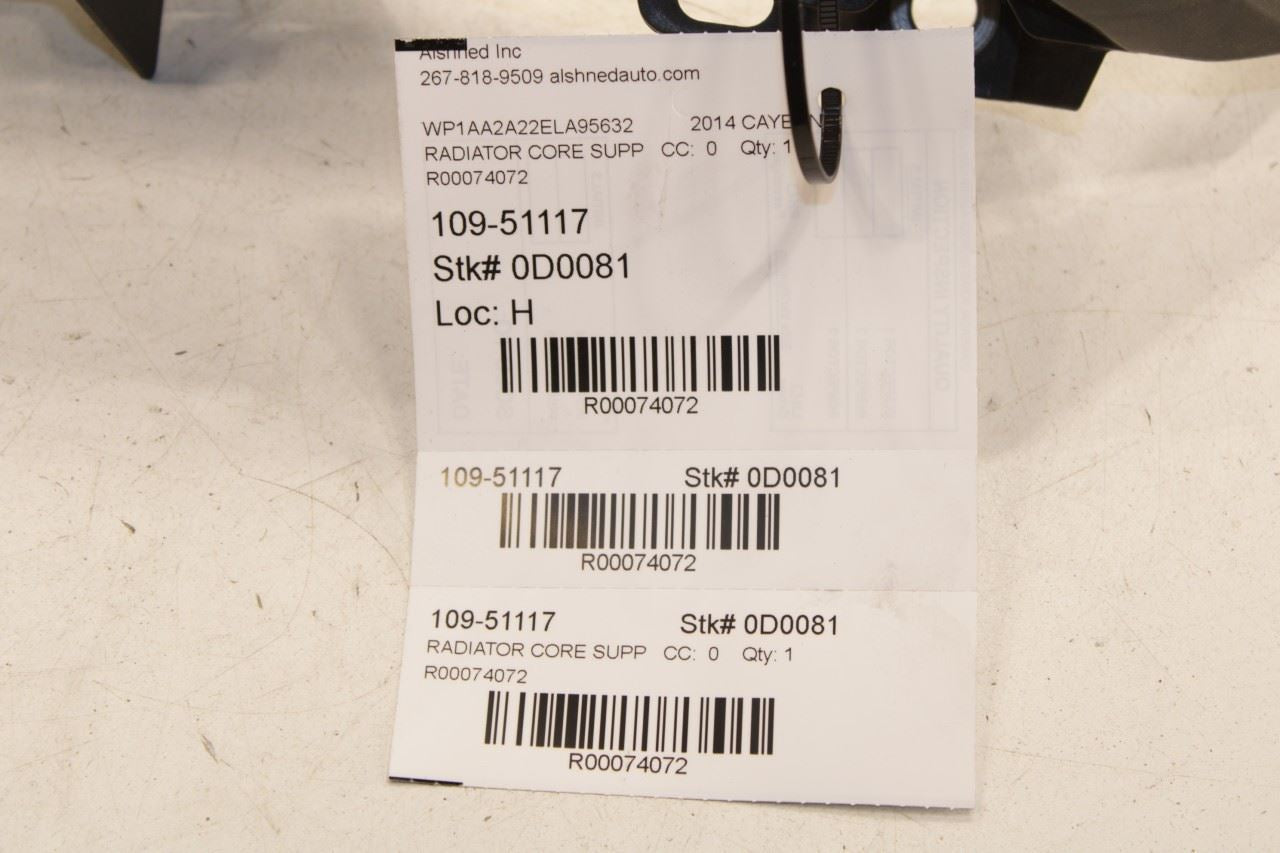 Alshned Inc
267-818-9509 alshnedauto.com
WP1AA2A22ELA95632 2014 CAYENN
RADIATOR CORE SUPP CC: 0 Qty: 1
R00074072
109-51117
Stk# 0D0081
Loc: H
R00074072
109-51117 Stk# 0D0081
R00074072
109-51117 Stk# 0D0081
RADIATOR CORE SUPP CC: 0 Qty: 1
R00074072
R00074072